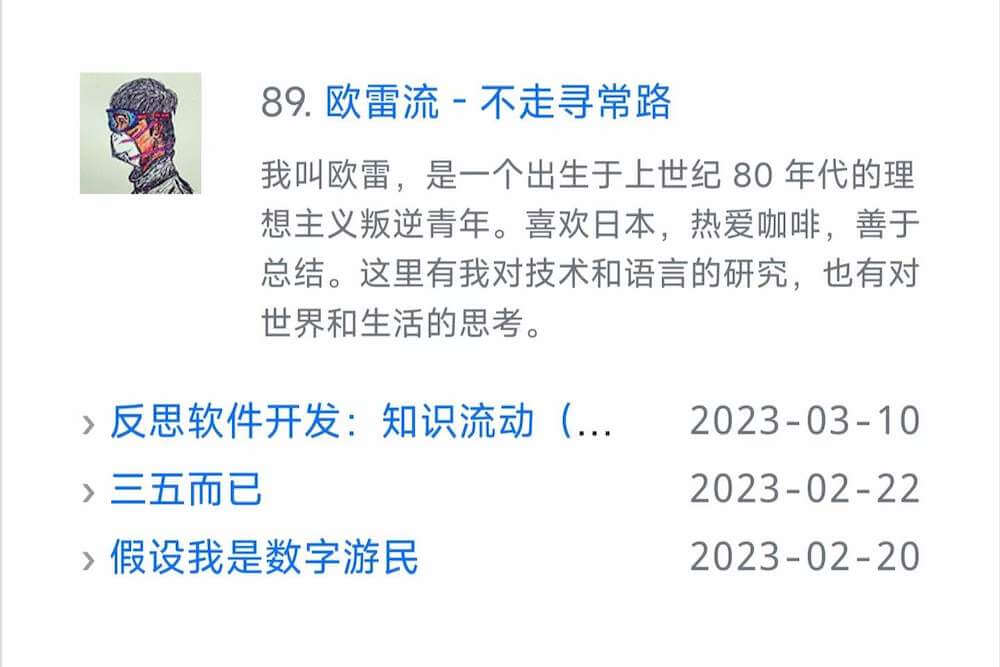 89. 欧雷流 - 不走寻常路
我叫欧雷，是一个出生于上世纪 80 年代的理
想主义叛逆青年。喜欢日本，热爱咖啡，善于
总结。这里有我对技术和语言的研究，也有对
世界和生活的思考。
› 反思软件开发：知识流动（... 2023-03-10
› 三五而已 2023-02-22
› 假设我是数字游民 2023-02-20